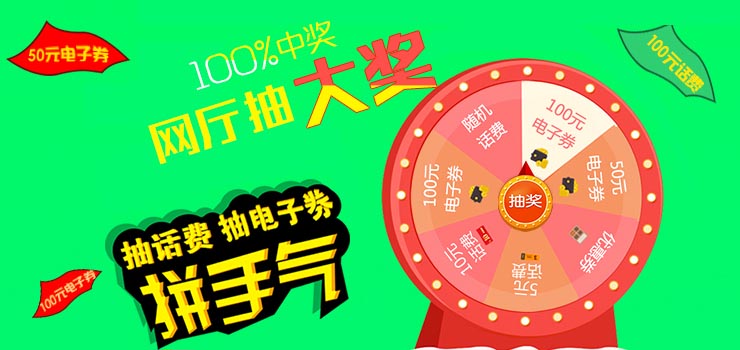 50元电子券
100%中奖
网厅抽大奖
100元话费
抽话费 抽电子券
拼手气
100元电子券
随机
话费
100元
电子券
50元
电子券
优惠券
5元
话费
10元
话费
100元
电子券
抽奖